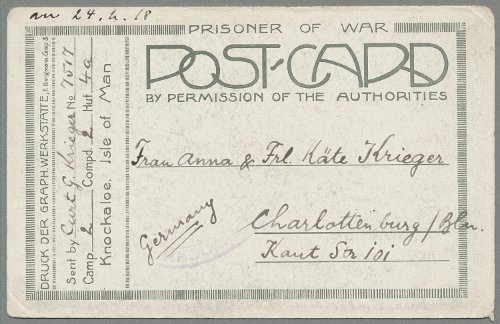 an 24.4.18
PRISONER OF WAR
POST-CARD
BY PERMISSION OF THE AUTHORITIES
Frau Anna & Frl. Käte Krieger
Charlottenburg/Bln.
Kant Str 101
Germany
DRUCK DER GRAPH. WERKSTÄTTE,
Sent by Curt G. Krieger No 7517
Camp 2 Compd. 2 Hut 4a
Knockaloe. Isle of Man